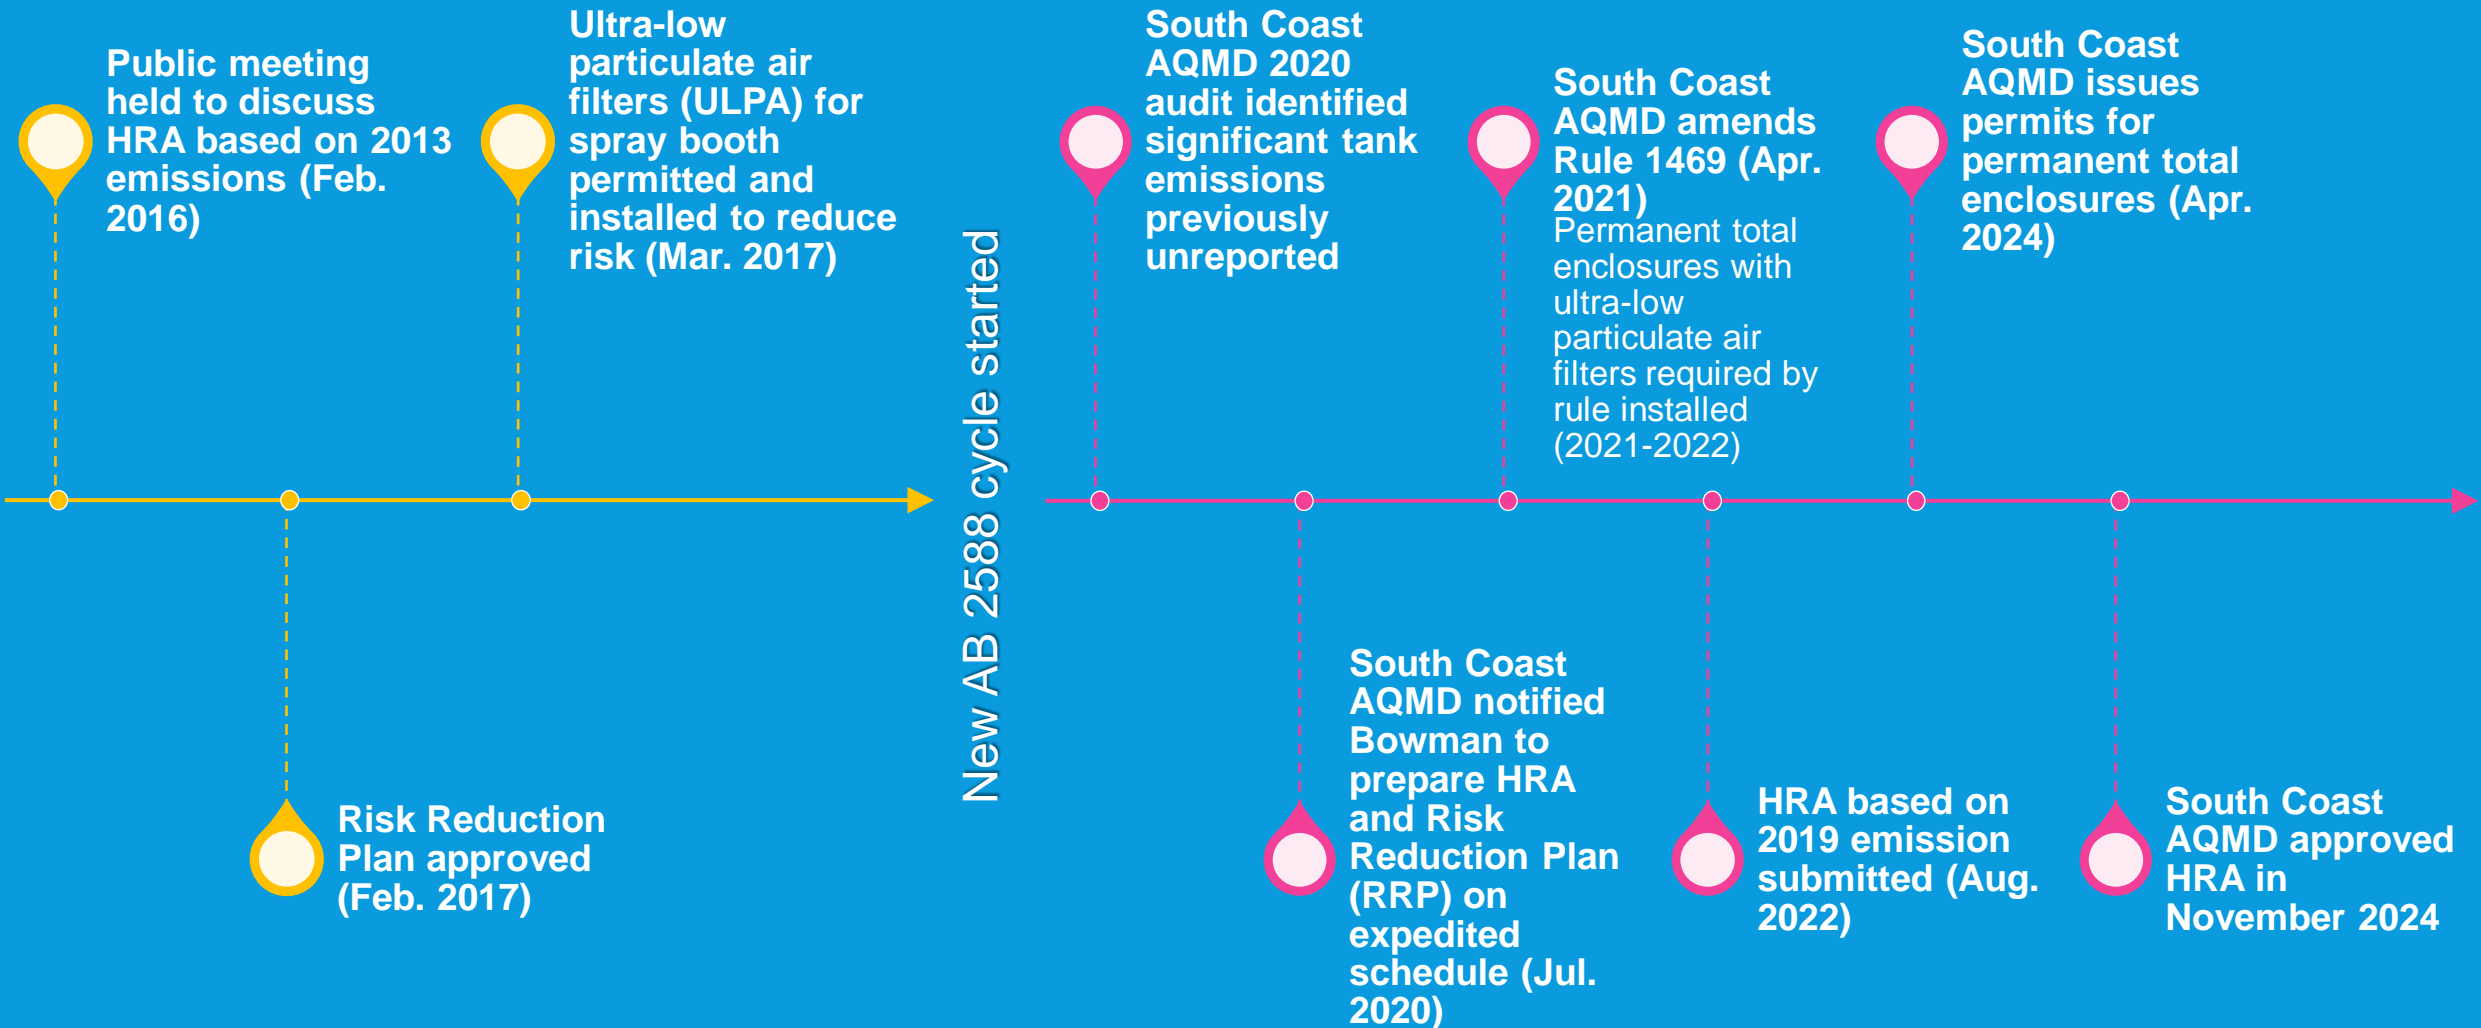 Public meeting
held to discuss
HRA based on 2013
emissions (Feb.
2016)
Risk Reduction
Plan approved
(Feb. 2017)
Ultra-low
particulate air
filters (ULPA) for
spray booth
permitted and
installed to reduce
risk (Mar. 2017)
New AB 2588 cycle started
South Coast
AQMD 2020
audit identified
significant tank
emissions
previously
unreported
South Coast
AQMD notified
Bowman to
prepare HRA
and Risk
Reduction Plan
(RRP) on
expedited
schedule (Jul.
2020)
South Coast
AQMD amends
Rule 1469 (Apr.
2021)
Permanent total
enclosures with
ultra-low
particulate air
filters required by
rule installed
(2021-2022)
HRA based on
2019 emission
submitted (Aug.
2022)
South Coast
AQMD issues
permits for
permanent total
enclosures (Apr.
2024)
South Coast
AQMD approved
HRA in
November 2024